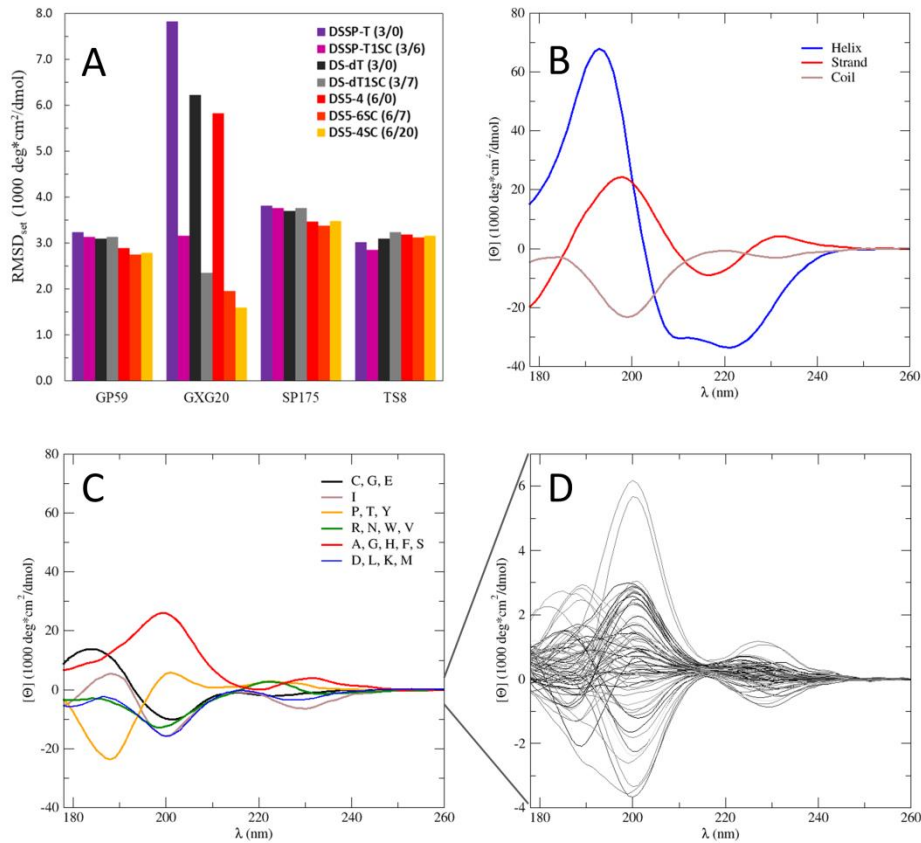 A
DSSP-T (3/0)
DSSP-T1SC (3/6)
DS-dT (3/0)
DS-dT1SC (3/7)
DS5-4 (6/0)
DS5-6SC (6/7)
DS5-4SC (6/20)
RMSDset (1000 deg*cm²/dmol)
8.0
7.0
6.0
5.0
4.0
3.0
2.0
1.0
0.0
GP59
GXG20
SP175
TS8
B
Helix
Strand
Coil
[Θ] (1000 deg*cm²/dmol)
80
60
40
20
0
-20
-40
180
200
220
240
260
λ (nm)
C
C, G, E
I
P, T, Y
R, N, W, V
A, G, H, F, S
D, L, K, M
[Θ] (1000 deg*cm²/dmol)
80
60
40
20
0
-20
-40
180
200
220
240
260
λ (nm)
D
[Θ] (1000 deg*cm²/dmol)
6
4
2
0
-2
-4
180
200
220
240
260
λ (nm)